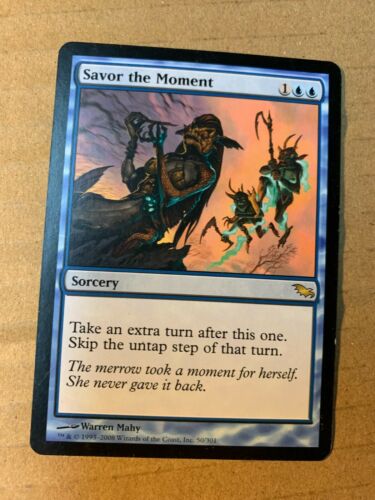 Savor the Moment 1
Sorcery
Take an extra turn after this one.
Skip the untap step of that turn.
The merrow took a moment for herself.
She never gave it back.
Warren Mahy
™ & © 1993–2008 Wizards of the Coast, Inc. 50/301